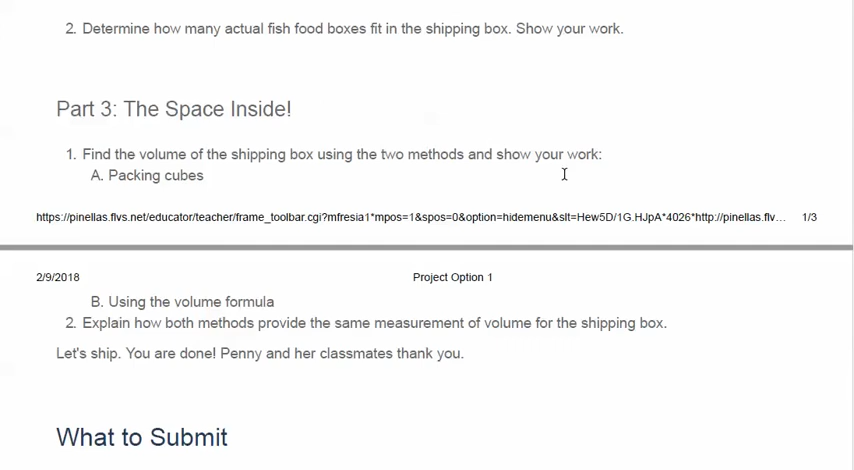 2. Determine how many actual fish food boxes fit in the shipping box. Show your work.
Part 3: The Space Inside!
1. Find the volume of the shipping box using the two methods and show your work:
A. Packing cubes
https://pinellas.flvs.net/educator/teacher/frame_toolbar.cgi?mfresia1*mpos=1&spos=0&option=hidemenu&slt=Hew5D/1G.HJpA*4026*http://pinellas.flv... 1/3
2/9/2018 Project Option 1
B. Using the volume formula
2. Explain how both methods provide the same measurement of volume for the shipping box.
Let's ship. You are done! Penny and her classmates thank you.
What to Submit